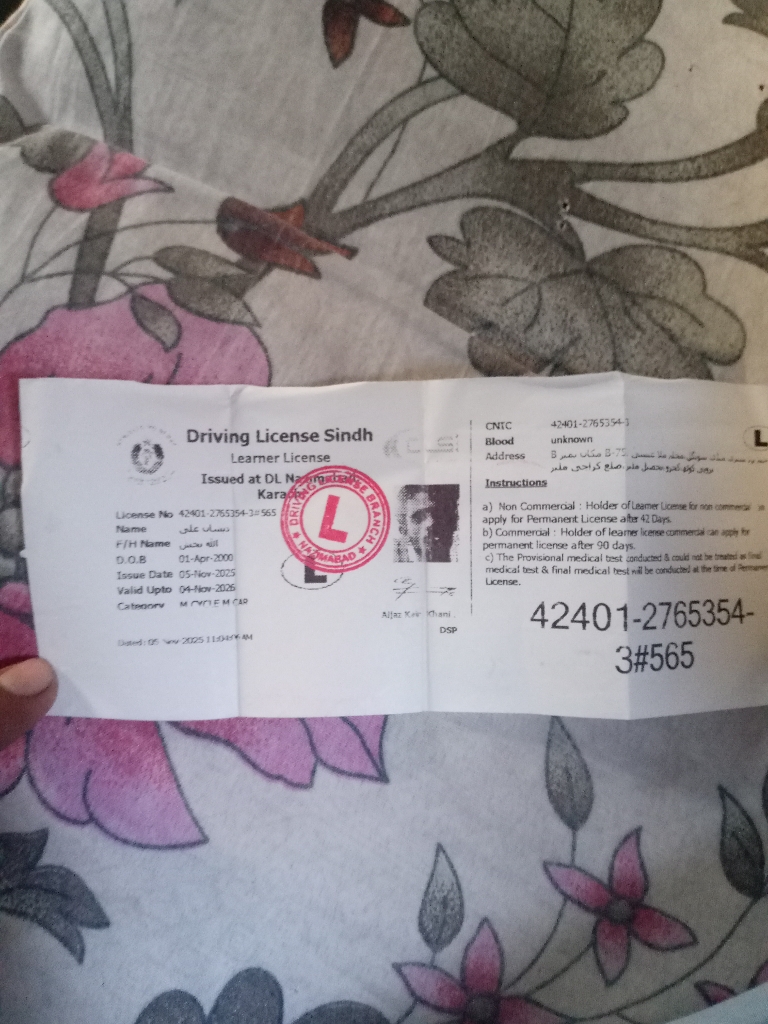 Driving License Sindh
Learner License
Issued at DL
License No 42401-2765354-3#565
Name علی
F/H Name الله بخش
D.O.B 01-Apr-2000
Issue Date 05-Nov-2025
Valid Upto 04-Nov-2026
Category M.CYCLE M.CAR
Dated: 05 Nov 2025
DRIVING LICENSE BRANCH
L
NAZIMABAD
L
DSP
CNIC 42401-2765354-3
Blood unknown
Address
L
Instructions
a) Non Commercial : Holder of Learner License for non commercial
apply for Permanent License after 42 Days.
b) Commercial : Holder of learner license commercial can apply for
permanent license after 90 days.
c) The Provisional medical test conducted & could not be treated as Final
medical test & final medical test will be conducted at the time of Permanent
License.
42401-2765354-
3#565